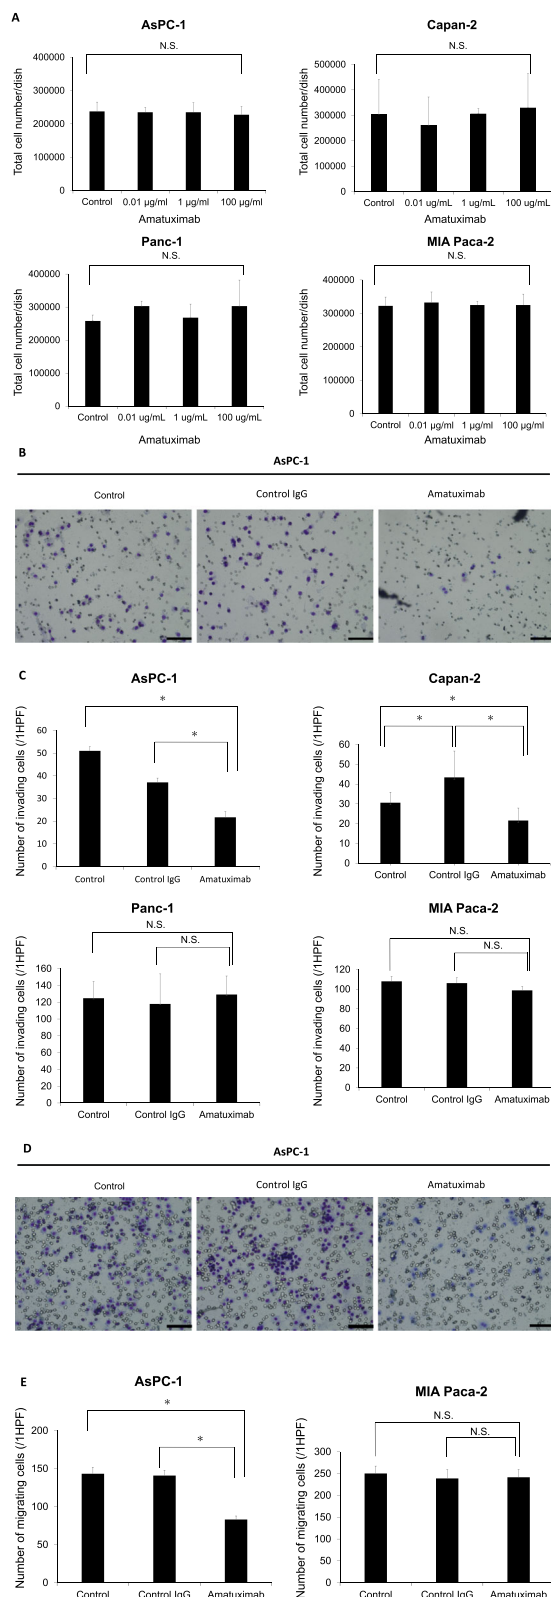 A
AsPC-1
Capan-2
N.S.
N.S.
Total cell number/dish
400000
300000
200000
100000
0
Control 0.01 µg/ml 1 µg/ml 100 µg/ml
Amatuximab
Total cell number/dish
500000
400000
300000
200000
100000
0
Control 0.01 ug/mL 1 ug/mL 100 ug/mL
Amatuximab
Panc-1
MIA Paca-2
N.S.
N.S.
Total cell number/dish
400000
300000
200000
100000
0
Control 0.01 ug/mL 1 ug/mL 100 ug/mL
Amatuximab
Total cell number/dish
400000
300000
200000
100000
0
Control 0.01 µg/ml 1 µg/ml 100 µg/ml
Amatuximab
B
AsPC-1
Control Control IgG Amatuximab
C
AsPC-1
Capan-2
*
*
Number of invading cells (/1HPF)
60
50
40
30
20
10
0
Control Control IgG Amatuximab
*
* *
Number of invading cells (/1HPF)
60
50
40
30
20
10
0
Control Control IgG Amatuximab
Panc-1
MIA Paca-2
N.S.
N.S.
Number of invading cells (/1HPF)
160
140
120
100
80
60
40
20
0
Control Control IgG Amatuximab
N.S.
N.S.
Number of invading cells (/1HPF)
120
100
80
60
40
20
0
Control Control IgG Amatuximab
D
AsPC-1
Control Control IgG Amatuximab
E
AsPC-1
MIA Paca-2
*
*
Number of migrating cells (/1HPF)
200
150
100
50
0
Control Control IgG Amatuximab
N.S.
N.S.
Number of migrating cells (/1HPF)
300
250
200
150
100
50
0
Control Control IgG Amatuximab